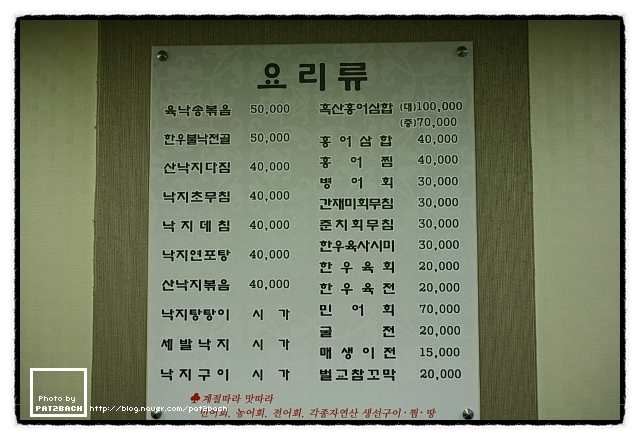 요리류
육낙송볶음 50,000
한우불낙전골 50,000
산낙지다짐 40,000
낙지초무침 40,000
낙지데침 40,000
낙지연포탕 40,000
산낙지볶음 40,000
낙지탕탕이 시가
세발낙지 시가
낙지구이 시가
흑산홍어삼합 (대)100,000
(중)70,000
홍어삼합 40,000
홍어찜 40,000
병어회 30,000
간재미회무침 30,000
준치회무침 30,000
한우육사시미 30,000
한우육회 20,000
한우육전 20,000
민어회 70,000
굴전 20,000
매생이전 15,000
벌교참꼬막 20,000
♣계절따라 맛따라
민어회, 농어회, 전어회, 각종자연산 생선구이·찜·탕
Photo by
PATZBACH
http://blog.naver.com/patzbach